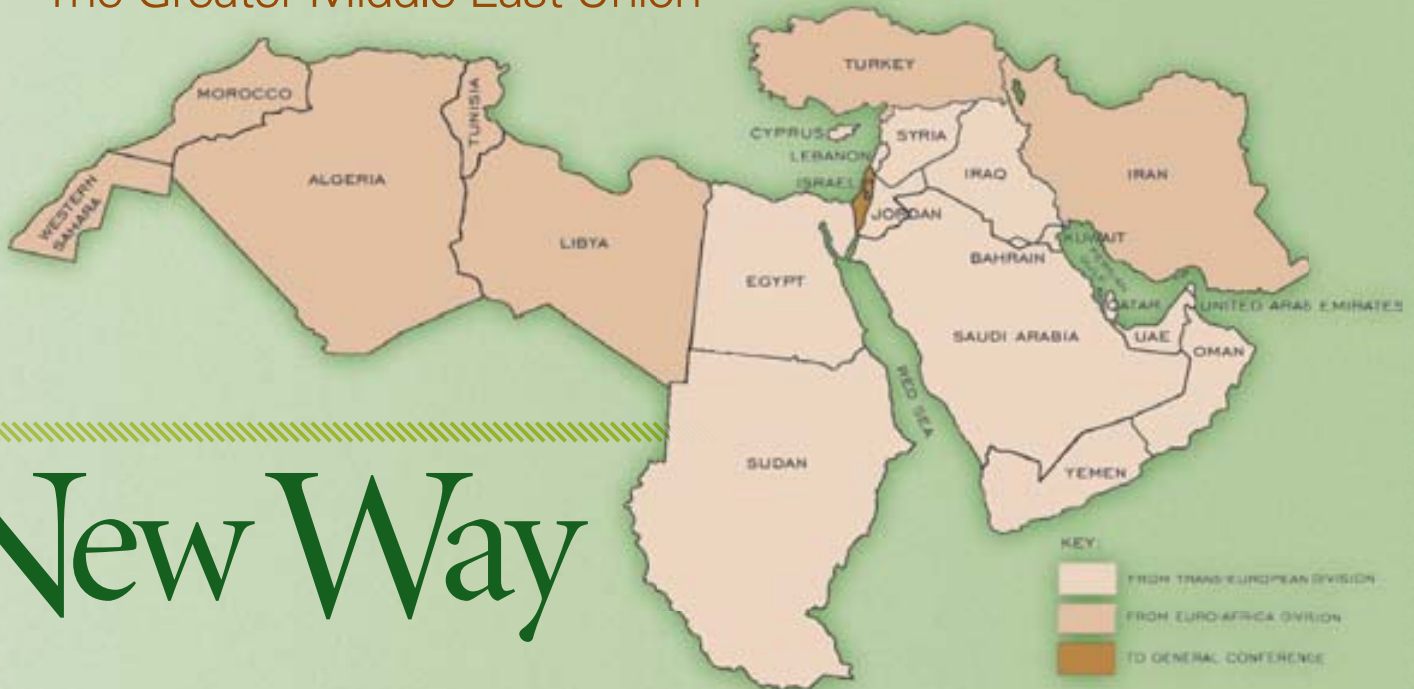 The Greater Middle East Union
TURKEY
MOROCCO
TUNISIA
CYPRUS
SYRIA
LEBANON
ALGERIA
ISRAEL
IRAQ
IRAN
WESTERN
SAHARA
JORDAN
LIBYA
KUWAIT
EGYPT
BAHRAIN
PERSIAN
GULF
QATAR
UNITED ARAB EMIRATES
SAUDI ARABIA
UAE
OMAN
RED SEA
SUDAN
YEMEN
New Way
KEY:
FROM TRANS-EUROPEAN DIVISION
FROM EURO-AFRICA DIVISION
TO GENERAL CONFERENCE